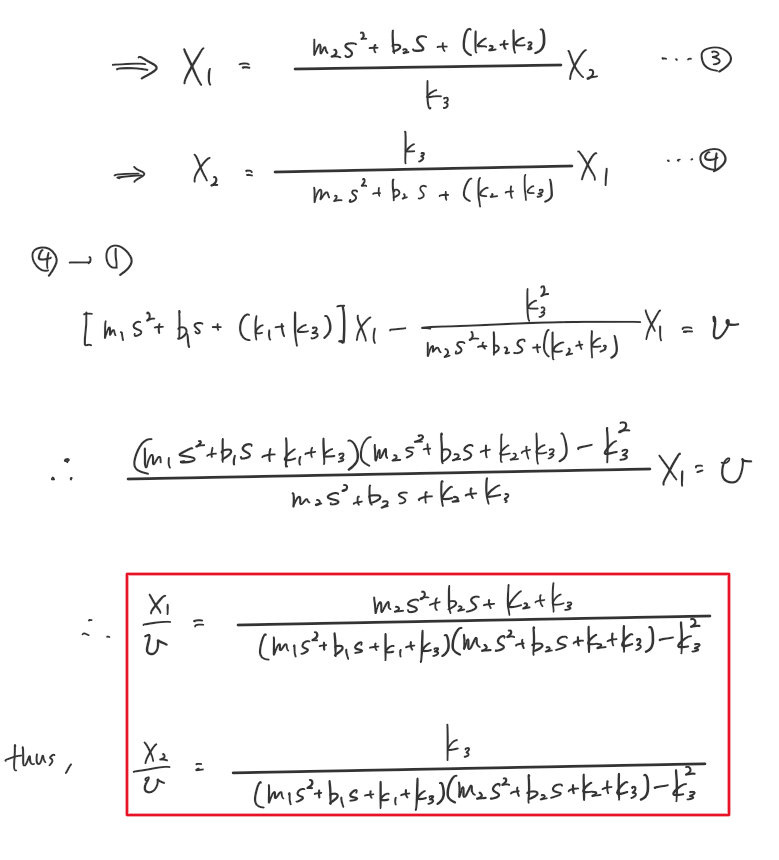 ⇒ X₁ = (m₂s² + b₂s + (k₂+k₃)) / k₃ X₂ ⋯ ③
⇒ X₂ = k₃ / (m₂s² + b₂s + (k₂+k₃)) X₁ ⋯ ④
④ → ①
[m₁s² + b₁s + (k₁+k₃)]X₁ − k₃² / (m₂s²+b₂s+(k₂+k₃)) X₁ = U
∴ ((m₁s²+b₁s+k₁+k₃)(m₂s²+b₂s+k₂+k₃) − k₃²) / (m₂s²+b₂s+k₂+k₃) X₁ = U
∴ X₁/U = (m₂s²+b₂s+k₂+k₃) / ((m₁s²+b₁s+k₁+k₃)(m₂s²+b₂s+k₂+k₃)−k₃²)
thus, X₂/U = k₃ / ((m₁s²+b₁s+k₁+k₃)(m₂s²+b₂s+k₂+k₃)−k₃²)